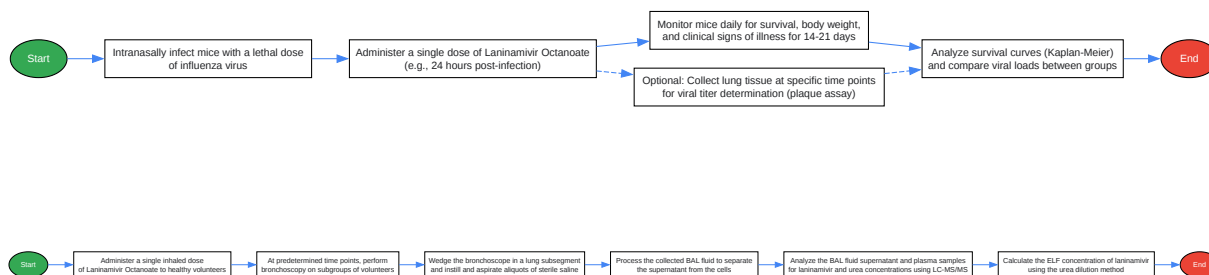 Start
Intranasally infect mice with a lethal dose
of influenza virus
Administer a single dose of Laninamivir Octanoate
(e.g., 24 hours post-infection)
Monitor mice daily for survival, body weight,
and clinical signs of illness for 14-21 days
Optional: Collect lung tissue at specific time points
for viral titer determination (plaque assay)
Analyze survival curves (Kaplan-Meier)
and compare viral loads between groups
End
Start
Administer a single inhaled dose
of Laninamivir Octanoate to healthy volunteers
At predetermined time points, perform
bronchoscopy on subgroups of volunteers
Wedge the bronchoscope in a lung subsegment
and instill and aspirate aliquots of sterile saline
Process the collected BAL fluid to separate
the supernatant from the cells
Analyze the BAL fluid supernatant and plasma samples
for laninamivir and urea concentrations using LC-MS/MS
Calculate the ELF concentration of laninamivir
using the urea dilution method
End